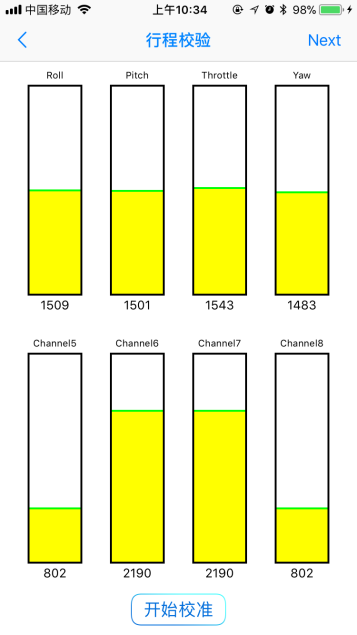 中国移动 上午10:34 98%
行程校验 Next
Roll Pitch Throttle Yaw
1509 1501 1543 1483
Channel5 Channel6 Channel7 Channel8
802 2190 2190 802
开始校准